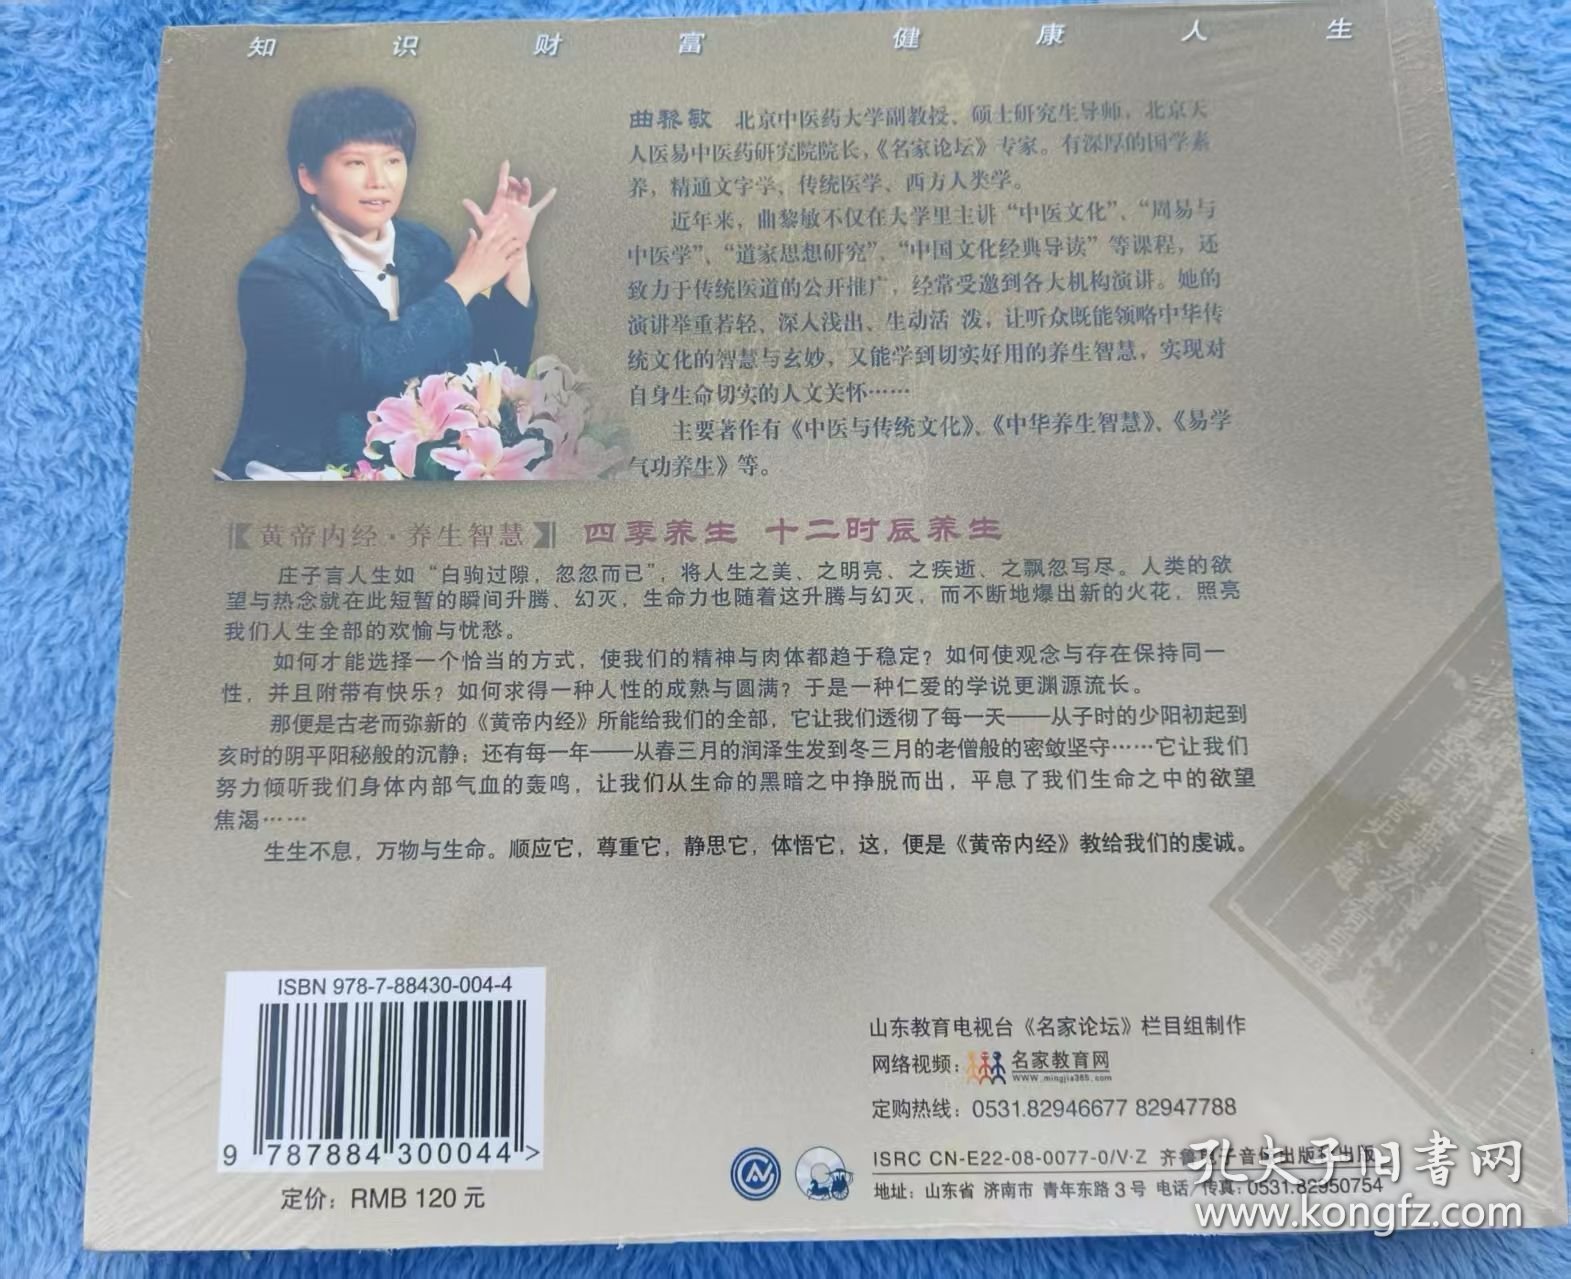 知识财富 健康人生
曲黎敏 北京中医药大学副教授、硕士研究生导师，北京天
人医易中医药研究院院长，《名家论坛》专家。有深厚的国学素
养，精通文字学、传统医学、西方人类学。
近年来，曲黎敏不仅在大学里主讲“中医文化”、“周易与
中医学”、“道家思想研究”、“中国文化经典导读”等课程，还
致力于传统医道的公开推广，经常受邀到各大机构演讲。她的
演讲举重若轻、深入浅出、生动活 泼，让听众既能领略中华传
统文化的智慧与玄妙，又能学到切实好用的养生智慧，实现对
自身生命切实的人文关怀……
主要著作有《中医与传统文化》、《中华养生智慧》、《易学
气功养生》等。
【黄帝内经·养生智慧】 四季养生 十二时辰养生
庄子言人生如“白驹过隙，忽忽而已”，将人生之美、之明亮、之疾逝、之飘忽写尽。人类的欲
望与热念就在此短暂的瞬间升腾、幻灭，生命力也随着这升腾与幻灭，而不断地爆出新的火花，照亮
我们人生全部的欢愉与忧愁。
如何才能选择一个恰当的方式，使我们的精神与肉体都趋于稳定？如何使观念与存在保持同一
性，并且附带有快乐？如何求得一种人性的成熟与圆满？于是一种仁爱的学说更渊源流长。
那便是古老而弥新的《黄帝内经》所能给我们的全部，它让我们透彻了每一天——从子时的少阳初起到
亥时的阴平阳秘般的沉静；还有每一年——从春三月的润泽生发到冬三月的老僧般的密敛坚守……它让我们
努力倾听我们身体内部气血的轰鸣，让我们从生命的黑暗之中挣脱而出，平息了我们生命之中的欲望
焦渴……
生生不息，万物与生命。顺应它，尊重它，静思它，体悟它，这，便是《黄帝内经》教给我们的虔诚。
ISBN 978-7-88430-004-4
9 787884 300044 >
定价：RMB 120 元
山东教育电视台《名家论坛》栏目组制作
网络视频：名家教育网
www.mingjia365.com
定购热线：0531.82946677 82947788
ISRC CN-E22-08-0077-0/V·Z 齐鲁电子音像出版社出版
地址：山东省 济南市 青年东路3号 电话/传真：0531.82950754
孔夫子旧书网
www.kongfz.com